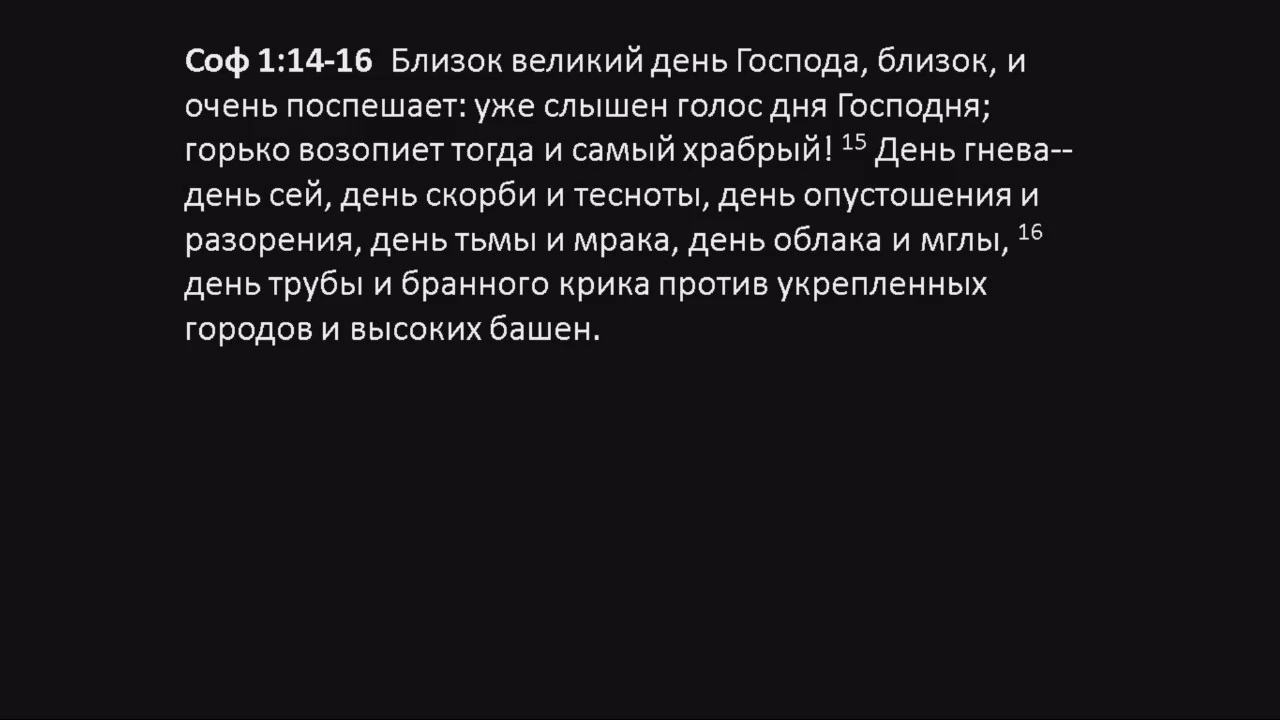 Соф 1:14-16 Близок великий день Господа, близок, и
очень поспешает: уже слышен голос дня Господня;
горько возопиет тогда и самый храбрый! 15 День гнева--
день сей, день скорби и тесноты, день опустошения и
разорения, день тьмы и мрака, день облака и мглы, 16
день трубы и бранного крика против укрепленных
городов и высоких башен.